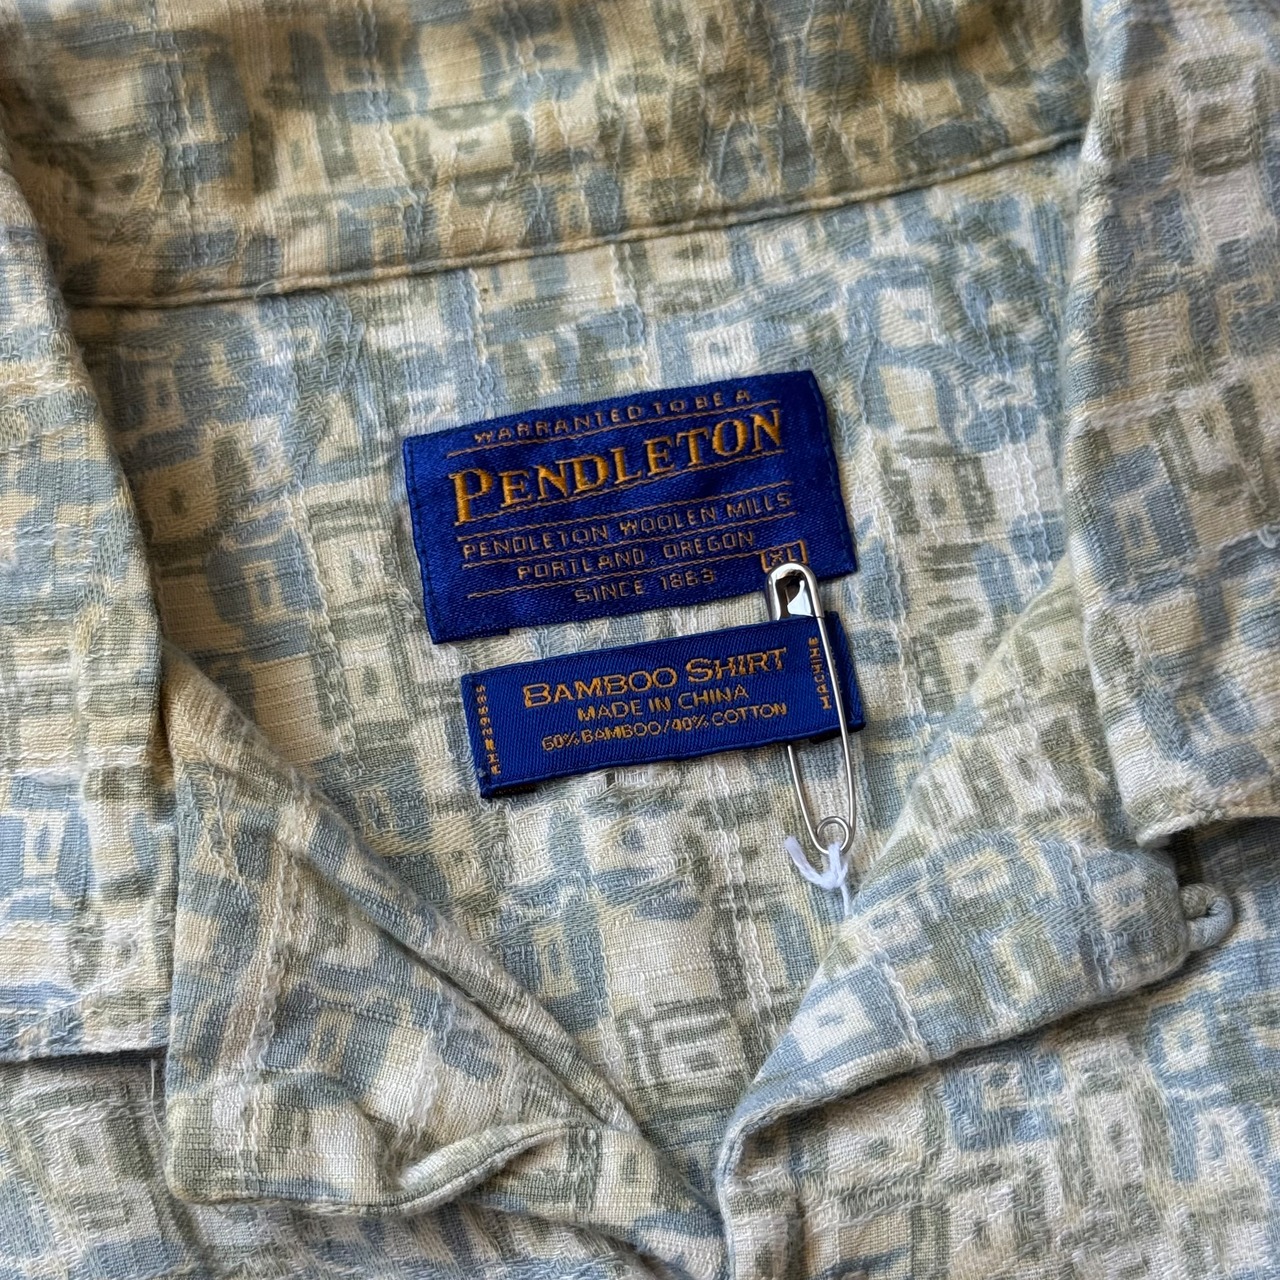 WARRANTED TO BE A
PENDLETON
PENDLETON WOOLEN MILLS
PORTLAND, OREGON
XL
SINCE 1863
BAMBOO SHIRT
MADE IN CHINA
60% BAMBOO/40% COTTON
MACHINE